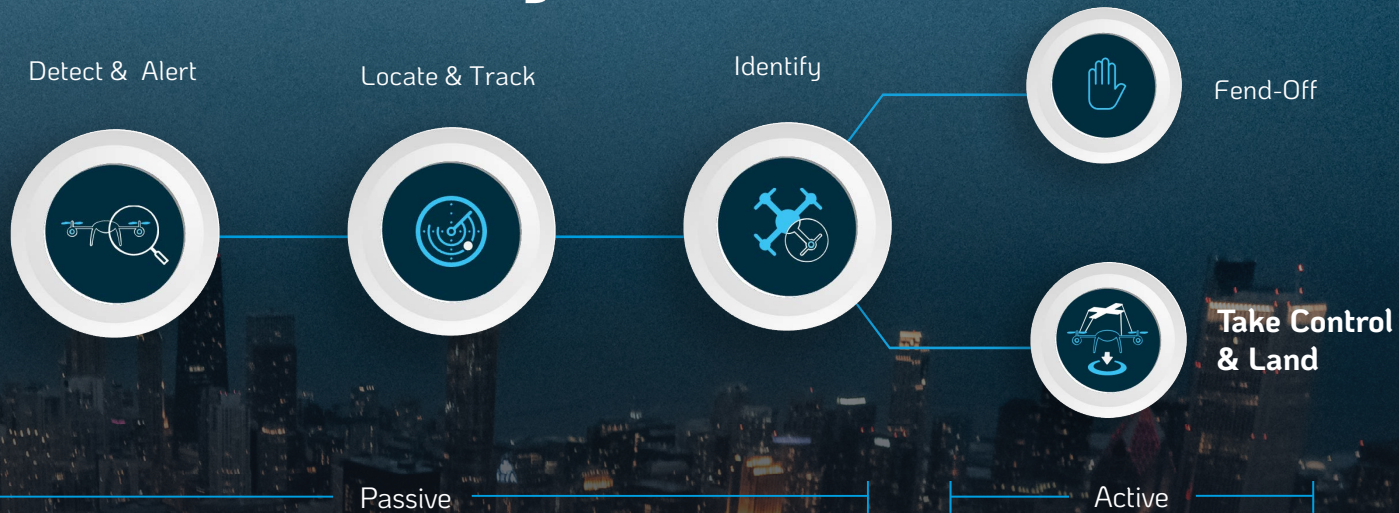 Detect & Alert
Locate & Track
Identify
Fend-Off
Take Control
& Land
Passive
Active